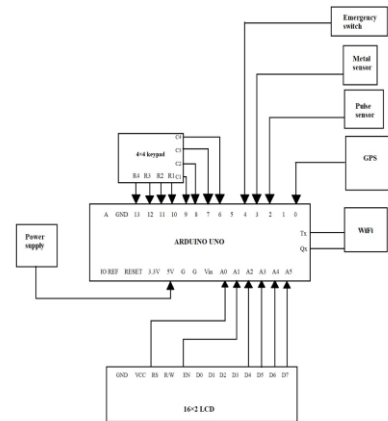 Emergency
switch
Metal
sensor
Pulse
sensor
GPS
WiFi
4×4 keypad
C4
C3
C2
C1
R4 R3 R2 R1
A GND 13 12 11 10 9 8 7 6 5 4 3 2 1 0
Tx
Qx
ARDUINO UNO
Power
supply
IO REF RESET 3.3V 5V G G Vin A0 A1 A2 A3 A4 A5
GND VCC RS R/W EN D0 D1 D2 D3 D4 D5 D6 D7
16×2 LCD